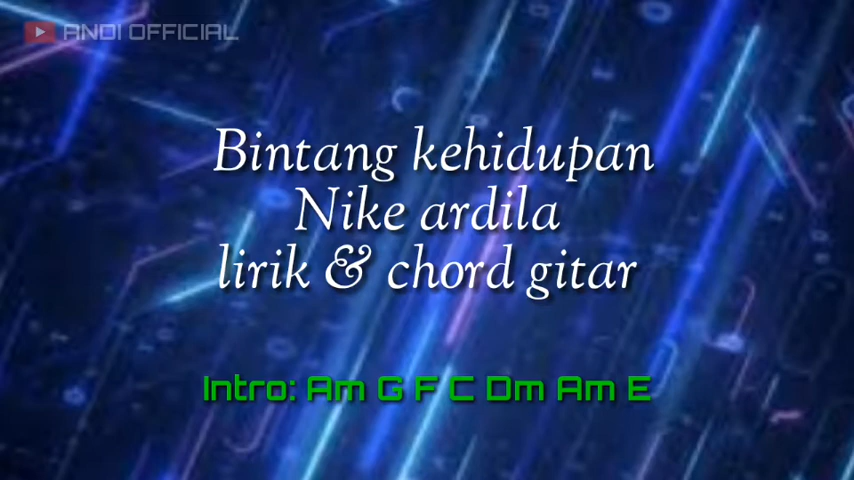 ANDI OFFICIAL
Bintang kehidupan
Nike ardila
lirik & chord gitar
Intro: Am G F C Dm Am E